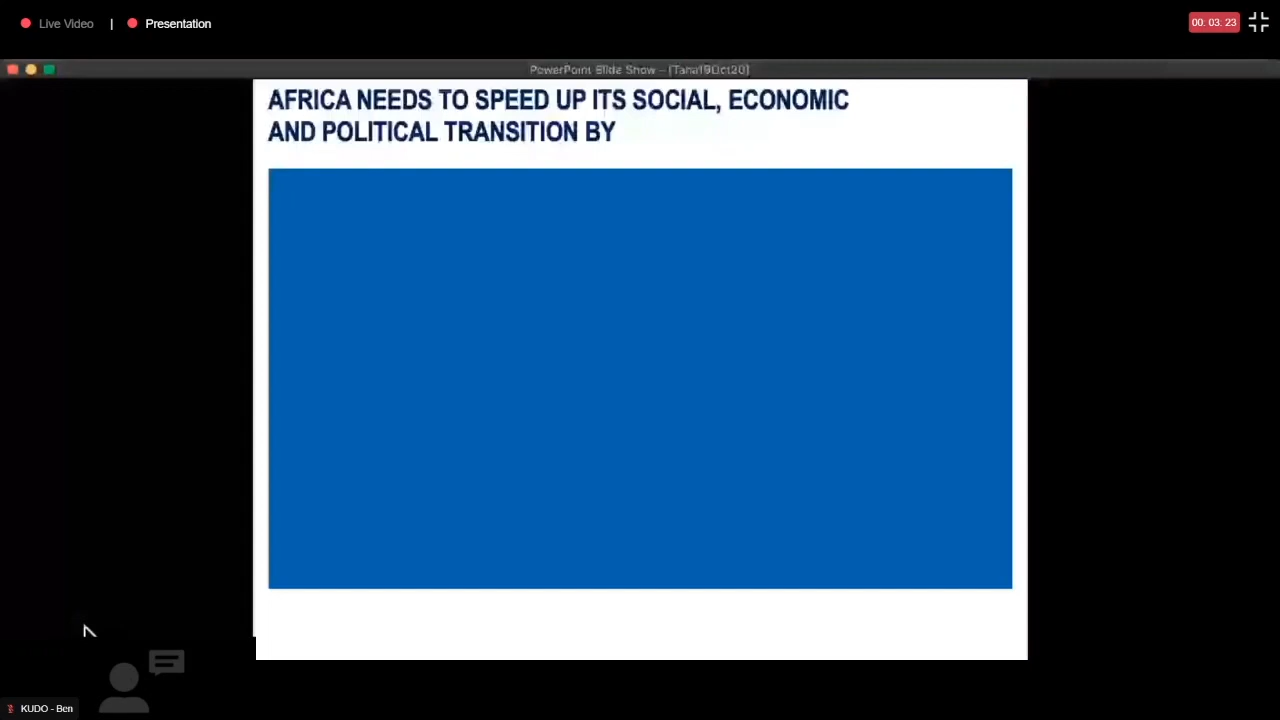 Live Video | Presentation
00: 03: 23
PowerPoint Slide Show - [Tana19Oct20]
AFRICA NEEDS TO SPEED UP ITS SOCIAL, ECONOMIC
AND POLITICAL TRANSITION BY
KUDO - Ben